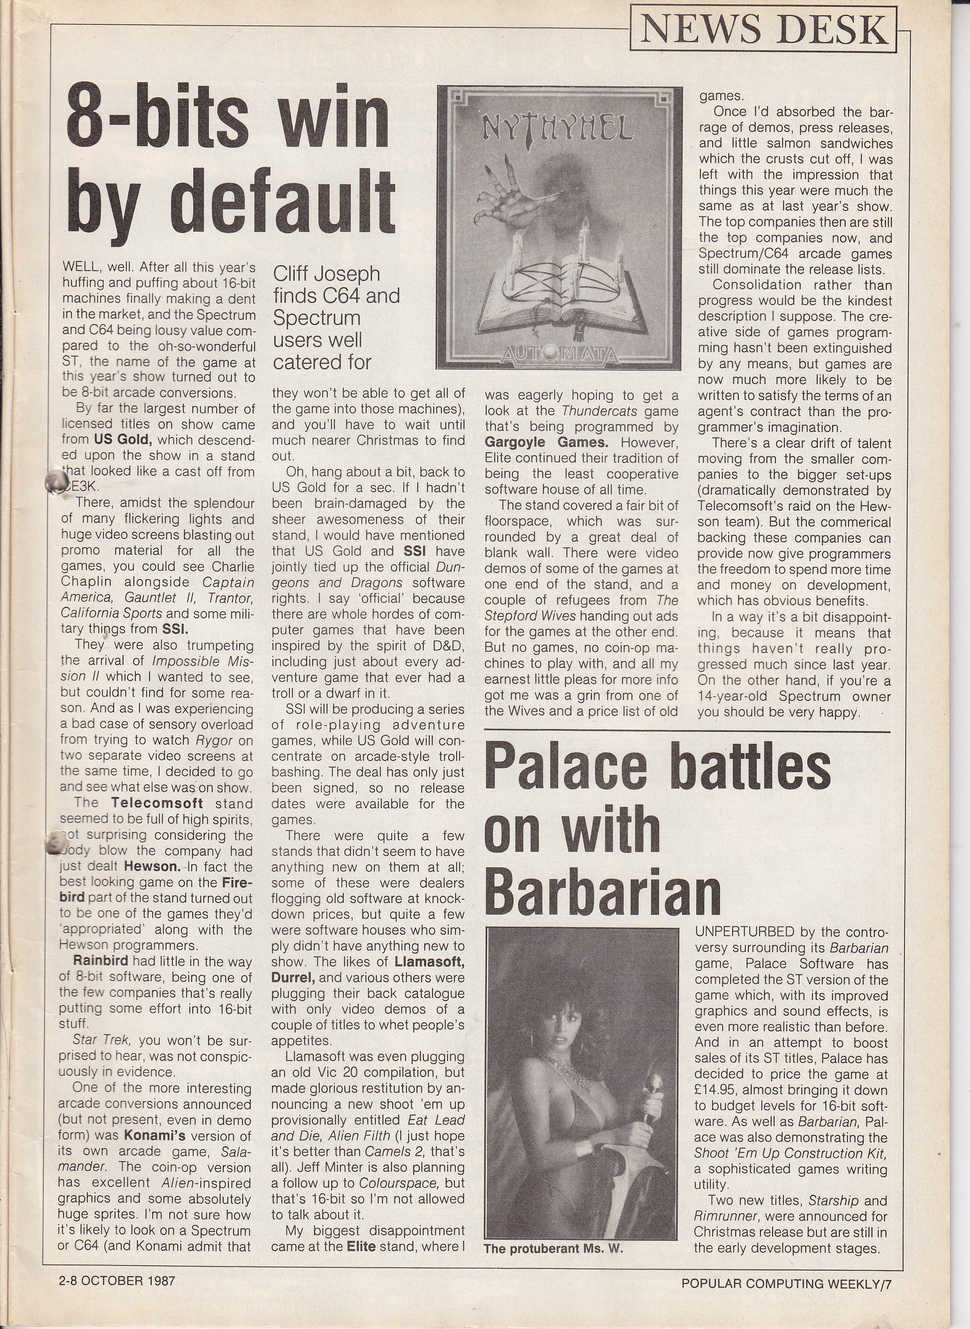 NEWS DESK
8-bits win
by default
WELL, well. After all this year's
huffing and puffing about 16-bit
machines finally making a dent
in the market, and the Spectrum
and C64 being lousy value com-
pared to the oh-so-wonderful
ST, the name of the game at
this year's show turned out to
be 8-bit arcade conversions.
By far the largest number of
licensed titles on show came
from US Gold, which descend-
ed upon the show in a stand
that looked like a cast off from
CE3K.
There, amidst the splendour
of many flickering lights and
huge video screens blasting out
promo material for all the
games, you could see Charlie
Chaplin alongside Captain
America, Gauntlet II, Trantor,
California Sports and some mili-
tary things from SSI.
They were also trumpeting
the arrival of Impossible Mis-
sion II which I wanted to see,
but couldn't find for some rea-
son. And as I was experiencing
a bad case of sensory overload
from trying to watch Rygor on
two separate video screens at
the same time, I decided to go
and see what else was on show.
The Telecomsoft stand
seemed to be full of high spirits,
not surprising considering the
body blow the company had
just dealt Hewson. In fact the
best looking game on the Fire-
bird part of the stand turned out
to be one of the games they'd
'appropriated' along with the
Hewson programmers.
Rainbird had little in the way
of 8-bit software, being one of
the few companies that's really
putting some effort into 16-bit
stuff.
Star Trek, you won't be sur-
prised to hear, was not conspic-
uously in evidence.
One of the more interesting
arcade conversions announced
(but not present, even in demo
form) was Konami's version of
its own arcade game, Sala-
mander. The coin-op version
has excellent Alien-inspired
graphics and some absolutely
huge sprites. I'm not sure how
it's likely to look on a Spectrum
or C64 (and Konami admit that
Cliff Joseph
finds C64 and
Spectrum
users well
catered for
they won't be able to get all of
the game into those machines),
and you'll have to wait until
much nearer Christmas to find
out.
Oh, hang about a bit, back to
US Gold for a sec. If I hadn't
been brain-damaged by the
sheer awesomeness of their
stand, I would have mentioned
that US Gold and SSI have
jointly tied up the official Dun-
geons and Dragons software
rights. I say 'official' because
there are whole hordes of com-
puter games that have been
inspired by the spirit of D&D,
including just about every ad-
venture game that ever had a
troll or a dwarf in it.
SSI will be producing a series
of role-playing adventure
games, while US Gold will con-
centrate on arcade-style troll-
bashing. The deal has only just
been signed, so no release
dates were available for the
games.
There were quite a few
stands that didn't seem to have
anything new on them at all;
some of these were dealers
flogging old software at knock-
down prices, but quite a few
were software houses who sim-
ply didn't have anything new to
show. The likes of Llamasoft,
Durrel, and various others were
plugging their back catalogue
with only video demos of a
couple of titles to whet people's
appetites.
Llamasoft was even plugging
an old Vic 20 compilation, but
made glorious restitution by an-
nouncing a new shoot 'em up
provisionally entitled Eat Lead
and Die, Alien Filth (I just hope
it's better than Camels 2, that's
all). Jeff Minter is also planning
a follow up to Colourspace, but
that's 16-bit so I'm not allowed
to talk about it.
My biggest disappointment
came at the Elite stand, where I
NYTHYHEL
AUTOMATA
was eagerly hoping to get a
look at the Thundercats game
that's being programmed by
Gargoyle Games. However,
Elite continued their tradition of
being the least cooperative
software house of all time.
The stand covered a fair bit of
floorspace, which was sur-
rounded by a great deal of
blank wall. There were video
demos of some of the games at
one end of the stand, and a
couple of refugees from The
Stepford Wives handing out ads
for the games at the other end.
But no games, no coin-op ma-
chines to play with, and all my
earnest little pleas for more info
got me was a grin from one of
the Wives and a price list of old
games.
Once I'd absorbed the bar-
rage of demos, press releases,
and little salmon sandwiches
which the crusts cut off, I was
left with the impression that
things this year were much the
same as at last year's show.
The top companies then are still
the top companies now, and
Spectrum/C64 arcade games
still dominate the release lists.
Consolidation rather than
progress would be the kindest
description I suppose. The cre-
ative side of games program-
ming hasn't been extinguished
by any means, but games are
now much more likely to be
written to satisfy the terms of an
agent's contract than the pro-
grammer's imagination.
There's a clear drift of talent
moving from the smaller com-
panies to the bigger set-ups
(dramatically demonstrated by
Telecomsoft's raid on the Hew-
son team). But the commerical
backing these companies can
provide now give programmers
the freedom to spend more time
and money on development,
which has obvious benefits.
In a way it's a bit disappoint-
ing, because it means that
things haven't really pro-
gressed much since last year.
On the other hand, if you're a
14-year-old Spectrum owner
you should be very happy.
Palace battles
on with
Barbarian
The protuberant Ms. W.
UNPERTURBED by the contro-
versy surrounding its Barbarian
game, Palace Software has
completed the ST version of the
game which, with its improved
graphics and sound effects, is
even more realistic than before.
And in an attempt to boost
sales of its ST titles, Palace has
decided to price the game at
£14.95, almost bringing it down
to budget levels for 16-bit soft-
ware. As well as Barbarian, Pal-
ace was also demonstrating the
Shoot 'Em Up Construction Kit,
a sophisticated games writing
utility.
Two new titles, Starship and
Rimrunner, were announced for
Christmas release but are still in
the early development stages.
2-8 OCTOBER 1987
POPULAR COMPUTING WEEKLY/7